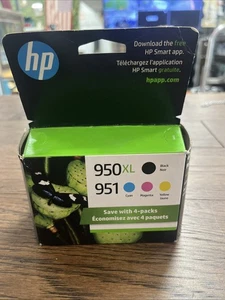 hp
Download the free
HP Smart app.
Téléchargez l'application
HP Smart gratuite.
hpapp.com
950XL
Black
Noir
951
Cyan
Magenta
Yellow
Save with 4-packs
Économisez avec 4 paquets